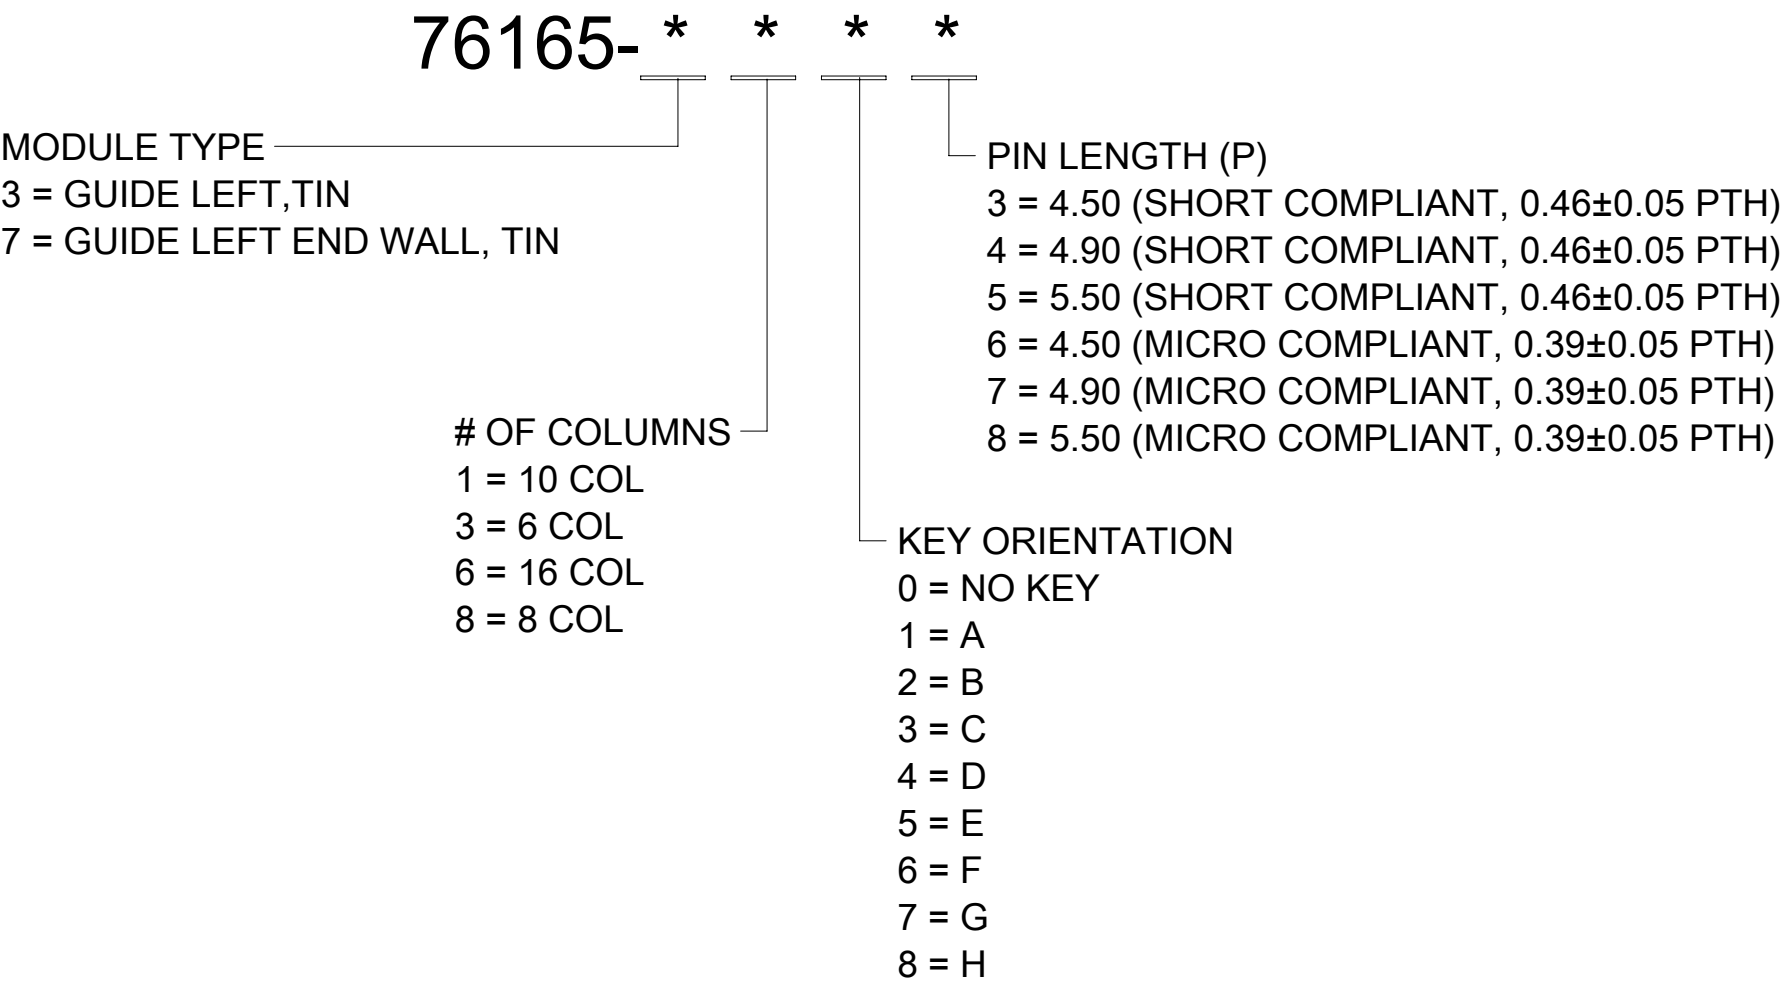 76165- * * * *
MODULE TYPE
3 = GUIDE LEFT,TIN
7 = GUIDE LEFT END WALL, TIN
PIN LENGTH (P)
3 = 4.50 (SHORT COMPLIANT, 0.46±0.05 PTH)
4 = 4.90 (SHORT COMPLIANT, 0.46±0.05 PTH)
5 = 5.50 (SHORT COMPLIANT, 0.46±0.05 PTH)
6 = 4.50 (MICRO COMPLIANT, 0.39±0.05 PTH)
7 = 4.90 (MICRO COMPLIANT, 0.39±0.05 PTH)
8 = 5.50 (MICRO COMPLIANT, 0.39±0.05 PTH)
# OF COLUMNS
1 = 10 COL
3 = 6 COL
6 = 16 COL
8 = 8 COL
KEY ORIENTATION
0 = NO KEY
1 = A
2 = B
3 = C
4 = D
5 = E
6 = F
7 = G
8 = H